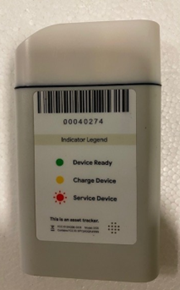 00040274
Indicator Legend
Device Ready
Charge Device
Service Device
This is an asset tracker.